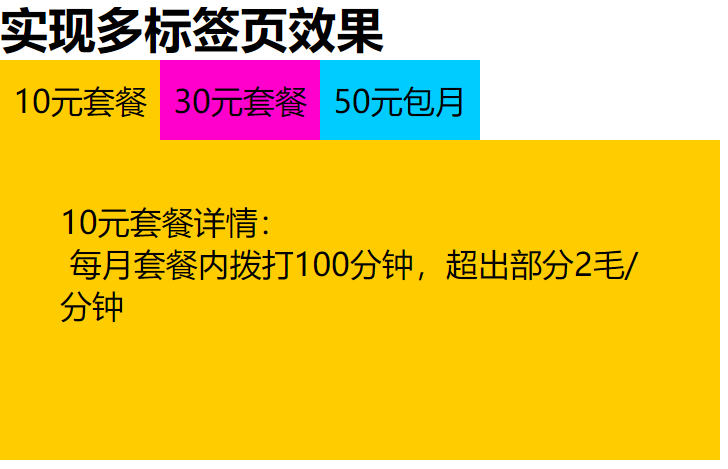 实现多标签页效果
10元套餐 30元套餐 50元包月
10元套餐详情：
每月套餐内拨打100分钟，超出部分2毛/
分钟